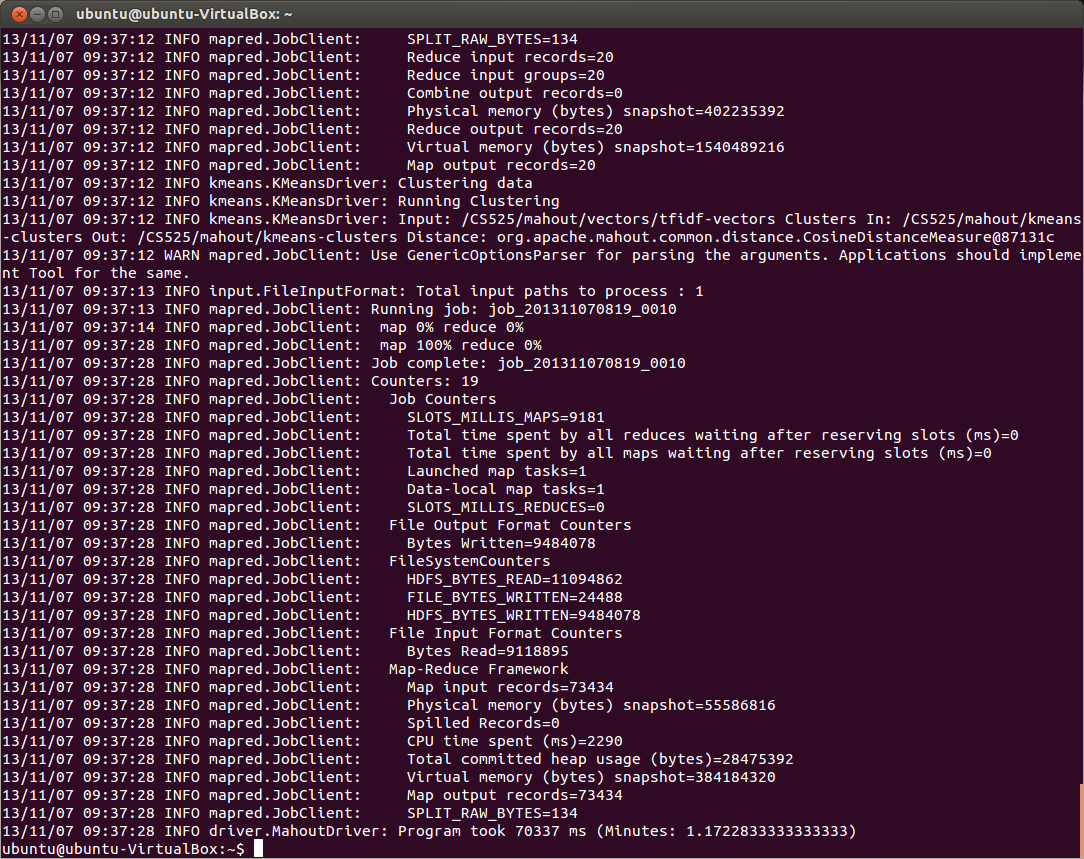 ubuntu@ubuntu-VirtualBox: ~
13/11/07 09:37:12 INFO mapred.JobClient:     SPLIT_RAW_BYTES=134
13/11/07 09:37:12 INFO mapred.JobClient:     Reduce input records=20
13/11/07 09:37:12 INFO mapred.JobClient:     Reduce input groups=20
13/11/07 09:37:12 INFO mapred.JobClient:     Combine output records=0
13/11/07 09:37:12 INFO mapred.JobClient:     Physical memory (bytes) snapshot=402235392
13/11/07 09:37:12 INFO mapred.JobClient:     Reduce output records=20
13/11/07 09:37:12 INFO mapred.JobClient:     Virtual memory (bytes) snapshot=1540489216
13/11/07 09:37:12 INFO mapred.JobClient:     Map output records=20
13/11/07 09:37:12 INFO kmeans.KMeansDriver: Clustering data
13/11/07 09:37:12 INFO kmeans.KMeansDriver: Running Clustering
13/11/07 09:37:12 INFO kmeans.KMeansDriver: Input: /CS525/mahout/vectors/tfidf-vectors Clusters In: /CS525/mahout/kmeans
-clusters Out: /CS525/mahout/kmeans-clusters Distance: org.apache.mahout.common.distance.CosineDistanceMeasure@87131c
13/11/07 09:37:12 WARN mapred.JobClient: Use GenericOptionsParser for parsing the arguments. Applications should impleme
nt Tool for the same.
13/11/07 09:37:13 INFO input.FileInputFormat: Total input paths to process : 1
13/11/07 09:37:13 INFO mapred.JobClient: Running job: job_201311070819_0010
13/11/07 09:37:14 INFO mapred.JobClient:  map 0% reduce 0%
13/11/07 09:37:28 INFO mapred.JobClient:  map 100% reduce 0%
13/11/07 09:37:28 INFO mapred.JobClient: Job complete: job_201311070819_0010
13/11/07 09:37:28 INFO mapred.JobClient: Counters: 19
13/11/07 09:37:28 INFO mapred.JobClient:   Job Counters
13/11/07 09:37:28 INFO mapred.JobClient:     SLOTS_MILLIS_MAPS=9181
13/11/07 09:37:28 INFO mapred.JobClient:     Total time spent by all reduces waiting after reserving slots (ms)=0
13/11/07 09:37:28 INFO mapred.JobClient:     Total time spent by all maps waiting after reserving slots (ms)=0
13/11/07 09:37:28 INFO mapred.JobClient:     Launched map tasks=1
13/11/07 09:37:28 INFO mapred.JobClient:     Data-local map tasks=1
13/11/07 09:37:28 INFO mapred.JobClient:     SLOTS_MILLIS_REDUCES=0
13/11/07 09:37:28 INFO mapred.JobClient:   File Output Format Counters
13/11/07 09:37:28 INFO mapred.JobClient:     Bytes Written=9484078
13/11/07 09:37:28 INFO mapred.JobClient:   FileSystemCounters
13/11/07 09:37:28 INFO mapred.JobClient:     HDFS_BYTES_READ=11094862
13/11/07 09:37:28 INFO mapred.JobClient:     FILE_BYTES_WRITTEN=24488
13/11/07 09:37:28 INFO mapred.JobClient:     HDFS_BYTES_WRITTEN=9484078
13/11/07 09:37:28 INFO mapred.JobClient:   File Input Format Counters
13/11/07 09:37:28 INFO mapred.JobClient:     Bytes Read=9118895
13/11/07 09:37:28 INFO mapred.JobClient:   Map-Reduce Framework
13/11/07 09:37:28 INFO mapred.JobClient:     Map input records=73434
13/11/07 09:37:28 INFO mapred.JobClient:     Physical memory (bytes) snapshot=55586816
13/11/07 09:37:28 INFO mapred.JobClient:     Spilled Records=0
13/11/07 09:37:28 INFO mapred.JobClient:     CPU time spent (ms)=2290
13/11/07 09:37:28 INFO mapred.JobClient:     Total committed heap usage (bytes)=28475392
13/11/07 09:37:28 INFO mapred.JobClient:     Virtual memory (bytes) snapshot=384184320
13/11/07 09:37:28 INFO mapred.JobClient:     Map output records=73434
13/11/07 09:37:28 INFO mapred.JobClient:     SPLIT_RAW_BYTES=134
13/11/07 09:37:28 INFO driver.MahoutDriver: Program took 70337 ms (Minutes: 1.1722833333333333)
ubuntu@ubuntu-VirtualBox:~$